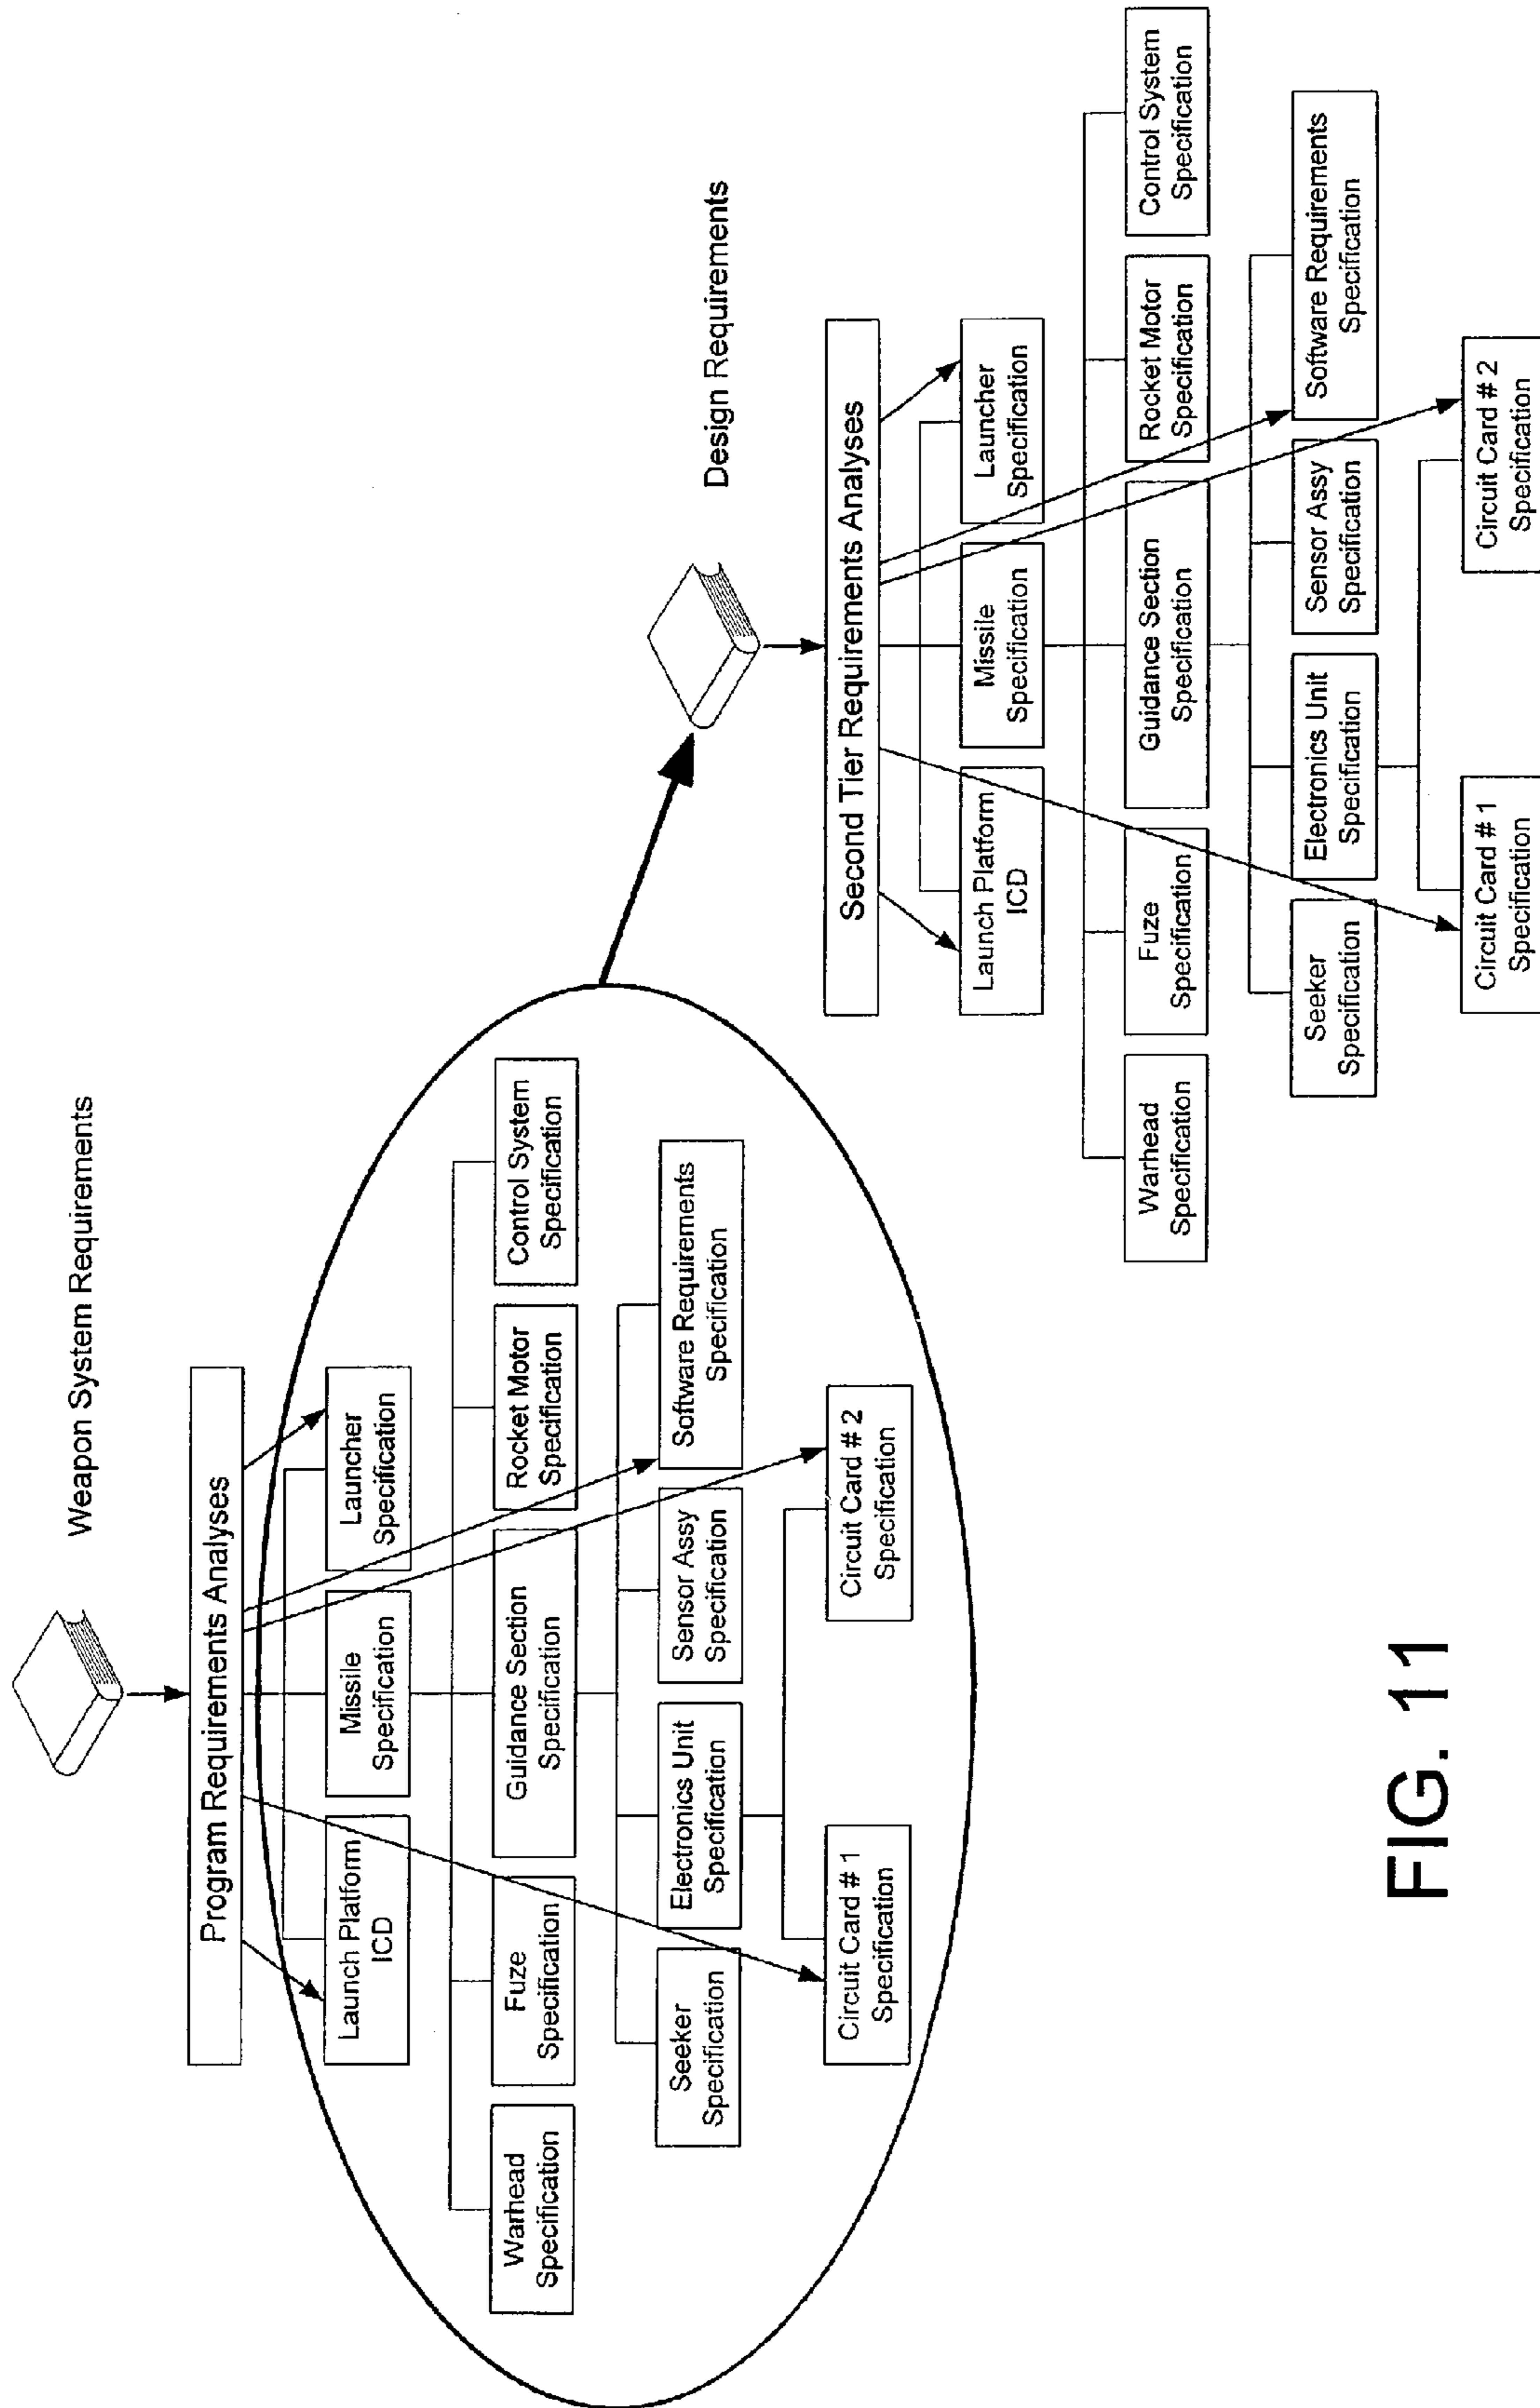 Weapon System Requirements
Program Requirements Analyses
Launch Platform
ICD
Missile
Specification
Launcher
Specification
Warhead
Specification
Fuze
Specification
Guidance Section
Specification
Rocket Motor
Specification
Control System
Specification
Seeker
Specification
Electronics Unit
Specification
Sensor Assy
Specification
Software Requirements
Specification
Circuit Card # 1
Specification
Circuit Card # 2
Specification
Design Requirements
Second Tier Requirements Analyses
Launch Platform
ICD
Missile
Specification
Launcher
Specification
Warhead
Specification
Fuze
Specification
Guidance Section
Specification
Rocket Motor
Specification
Control System
Specification
Seeker
Specification
Electronics Unit
Specification
Sensor Assy
Specification
Software Requirements
Specification
Circuit Card # 1
Specification
Circuit Card # 2
Specification
FIG. 11